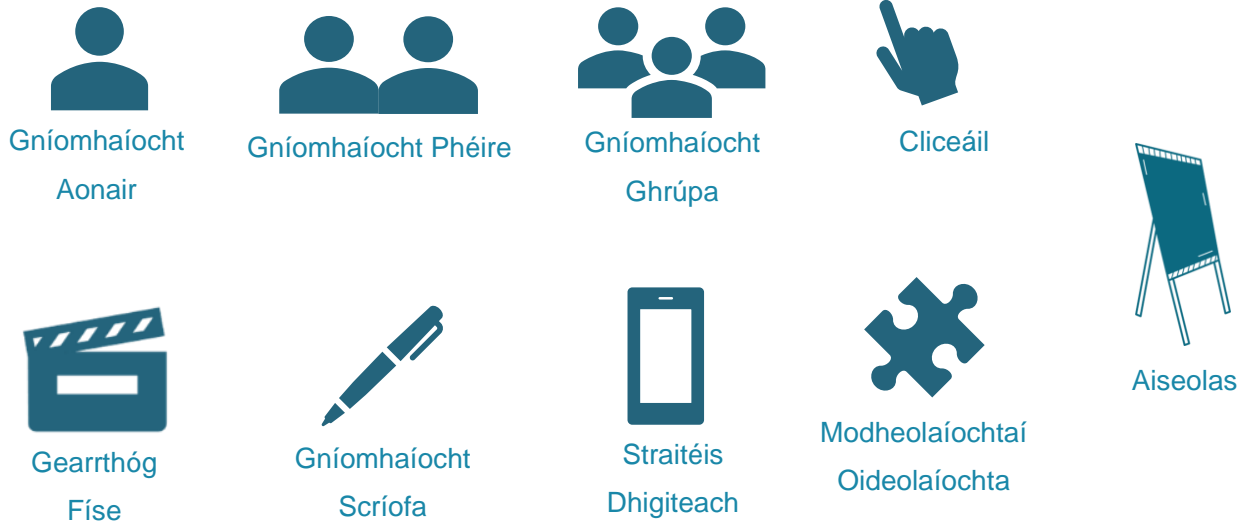 Gníomhaíocht
Aonair
Gníomhaíocht Phéire
Gníomhaíocht
Ghrúpa
Cliceáil
Aiseolas
Gearrthóg
Físe
Gníomhaíocht
Scríofa
Straitéis
Dhigiteach
Modheolaíochtaí
Oideolaíochta